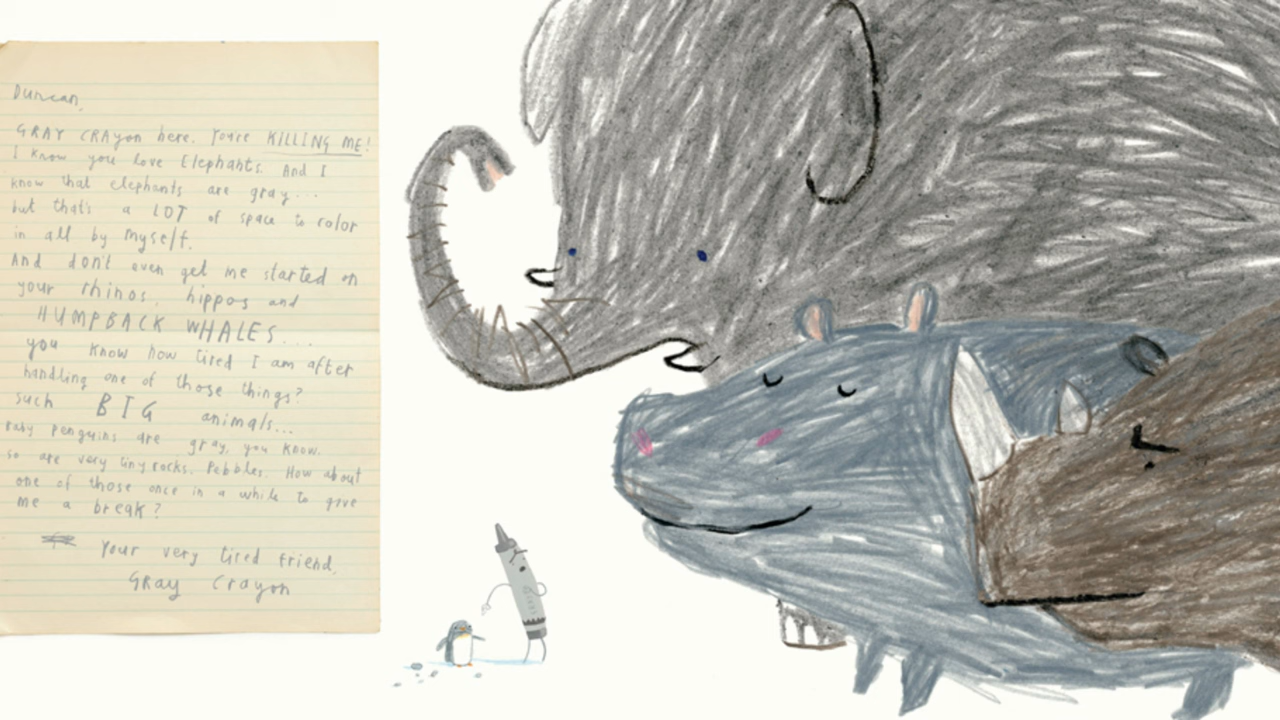 Duncan,
GRAY CRAyon here. You're KILLING ME!
I know you love Elephants. And I
know that elephants are gray...
but that's a LOT of space to color
in all by myself.
And don't even get me started on
your rhinos, hippos and
HUMPBACK WHALES...
you know how tired I am after
handling one of those things?
such BIG animals...
Baby penguins are gray, you know.
so are very tiny rocks. Pebbles. How about
one of those once in a while to give
me a break?
Your very tired friend,
GRay Crayon